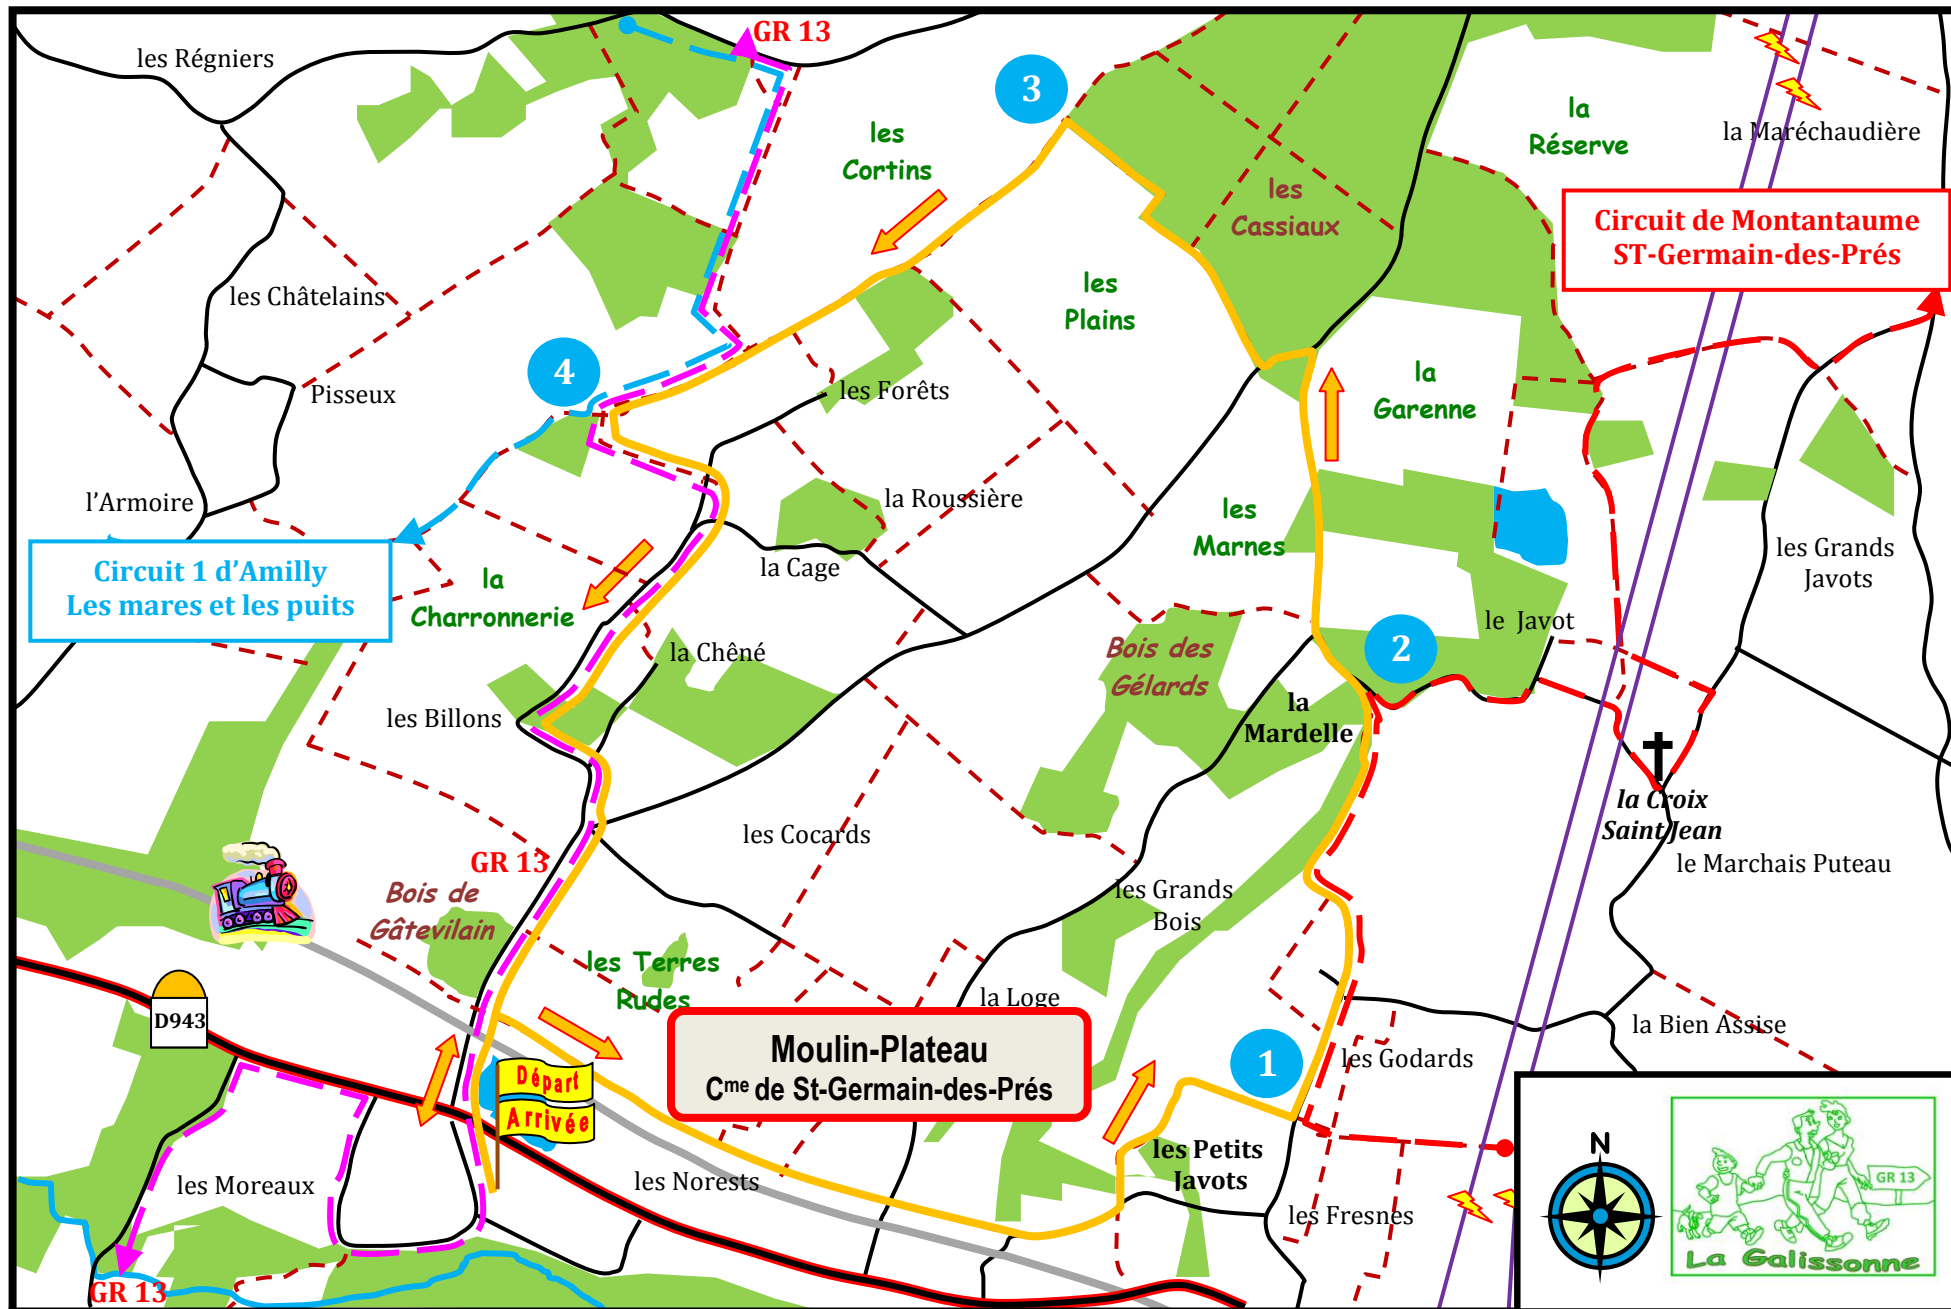 GR 13
les Régniers
3
les
Cortins
la
Réserve
la Maréchaudière
les
Cassiaux
Circuit de Montantaume
ST-Germain-des-Prés
les Châtelains
les
Plains
4
Pisseux
les Forêts
la
Garenne
l'Armoire
la Roussière
les
Marnes
les Grands
Javots
Circuit 1 d'Amilly
Les mares et les puits
la
Charronnerie
la Cage
le Javot
2
la Chêné
Bois des
Gélards
les Billons
la
Mardelle
la Croix
Saint Jean
les Cocards
le Marchais Puteau
GR 13
Bois de
Gâtevilain
les Grands
Bois
les Terres
Rudes
la Loge
D943
la Bien Assise
Moulin-Plateau
Cme de St-Germain-des-Prés
1
les Godards
Départ
Arrivée
les Petits
Javots
les Moreaux
les Norests
les Fresnes
N
GR 13
La Galissonne
GR 13